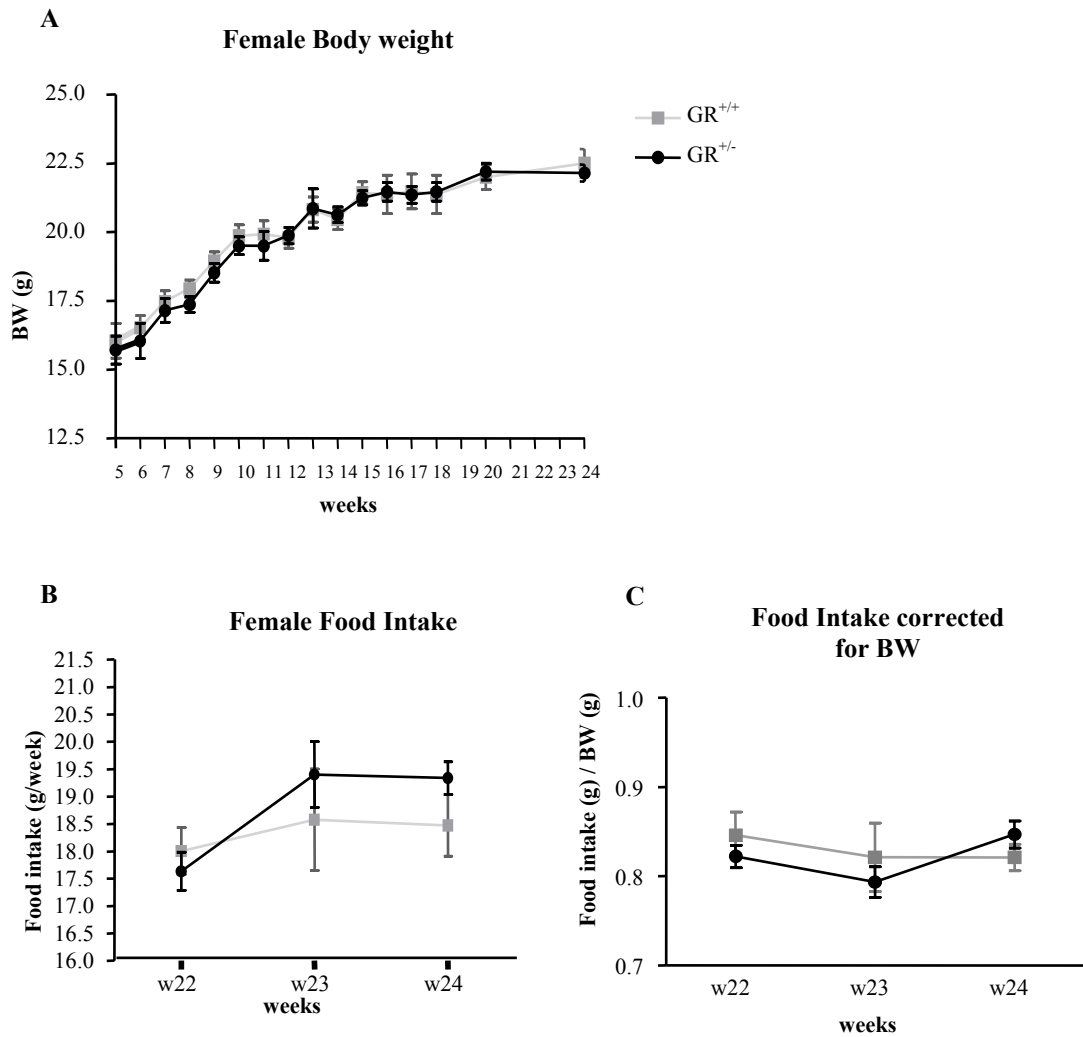 A
Female Body weight
25.0
22.5
20.0
17.5
15.0
12.5
BW (g)
5 6 7 8 9 10 11 12 13 14 15 16 17 18 19 20 21 22 23 24
weeks
GR+/+
GR+/-
B
Female Food Intake
21.5
21.0
20.5
20.0
19.5
19.0
18.5
18.0
17.5
17.0
16.5
16.0
Food intake (g/week)
w22 w23 w24
weeks
C
Food Intake corrected
for BW
1.0
0.9
0.8
0.7
Food intake (g) / BW (g)
w22 w23 w24
weeks